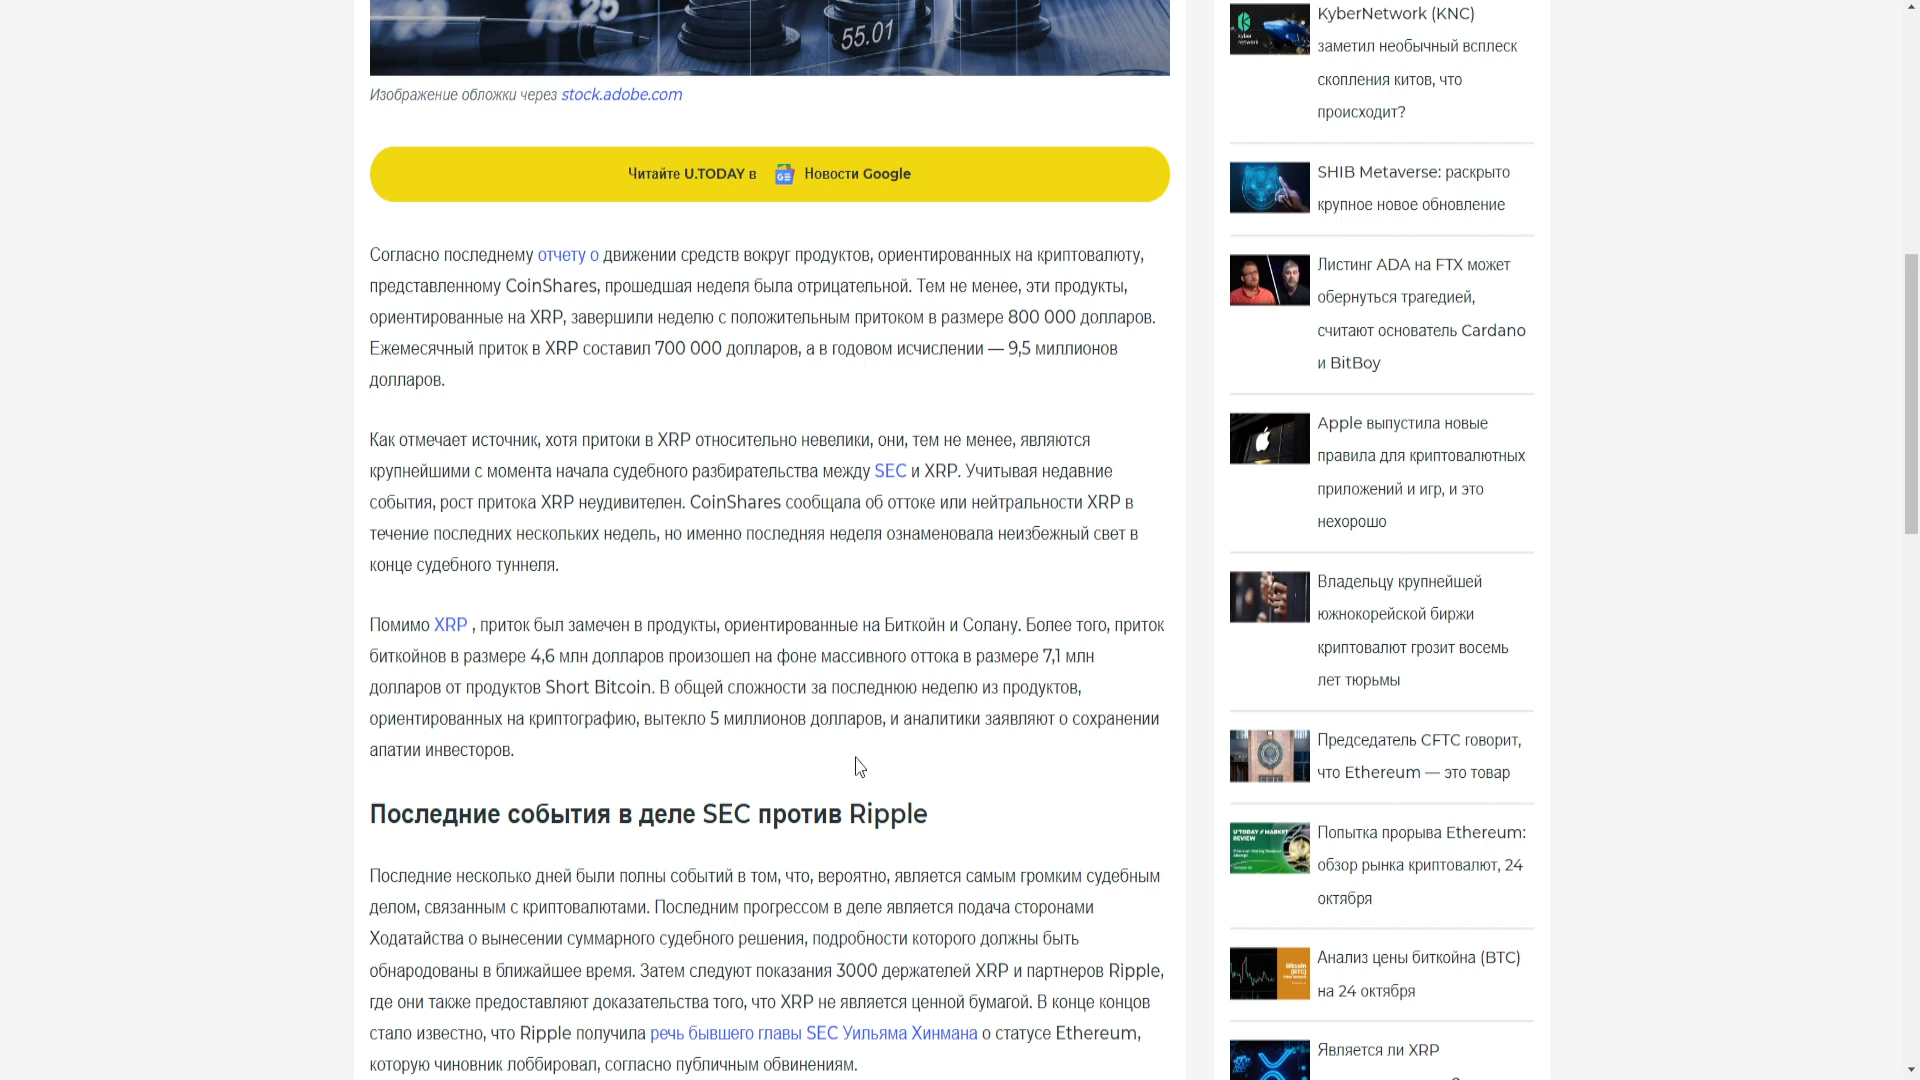 55.01
Изображение обложки через stock.adobe.com
Читайте U.TODAY в Новости Google
Согласно последнему отчету о движении средств вокруг продуктов, ориентированных на криптовалюту,
представленному CoinShares, прошедшая неделя была отрицательной. Тем не менее, эти продукты,
ориентированные на XRP, завершили неделю с положительным притоком в размере 800 000 долларов.
Ежемесячный приток в XRP составил 700 000 долларов, а в годовом исчислении — 9,5 миллионов
долларов.
Как отмечает источник, хотя притоки в XRP относительно невелики, они, тем не менее, являются
крупнейшими с момента начала судебного разбирательства между SEC и XRP. Учитывая недавние
события, рост притока XRP неудивителен. CoinShares сообщала об оттоке или нейтральности XRP в
течение последних нескольких недель, но именно последняя неделя ознаменовала неизбежный свет в
конце судебного туннеля.
Помимо XRP , приток был замечен в продукты, ориентированные на Биткойн и Солану. Более того, приток
биткойнов в размере 4,6 млн долларов произошел на фоне массивного оттока в размере 7,1 млн
долларов от продуктов Short Bitcoin. В общей сложности за последнюю неделю из продуктов,
ориентированных на криптографию, вытекло 5 миллионов долларов, и аналитики заявляют о сохранении
апатии инвесторов.
Последние события в деле SEC против Ripple
Последние несколько дней были полны событий в том, что, вероятно, является самым громким судебным
делом, связанным с криптовалютами. Последним прогрессом в деле является подача сторонами
Ходатайства о вынесении суммарного судебного решения, подробности которого должны быть
обнародованы в ближайшее время. Затем следуют показания 3000 держателей XRP и партнеров Ripple,
где они также предоставляют доказательства того, что XRP не является ценной бумагой. В конце концов
стало известно, что Ripple получила речь бывшего главы SEC Уильяма Хинмана о статусе Ethereum,
которую чиновник лоббировал, согласно публичным обвинениям.
KyberNetwork (KNC)
заметил необычный всплеск
скопления китов, что
происходит?
SHIB Metaverse: раскрыто
крупное новое обновление
Листинг ADA на FTX может
обернуться трагедией,
считают основатель Cardano
и BitBoy
Apple выпустила новые
правила для криптовалютных
приложений и игр, и это
нехорошо
Владельцу крупнейшей
южнокорейской биржи
криптовалют грозит восемь
лет тюрьмы
Председатель CFTC говорит,
что Ethereum — это товар
Попытка прорыва Ethereum:
обзор рынка криптовалют, 24
октября
Анализ цены биткойна (BTC)
на 24 октября
Является ли XRP